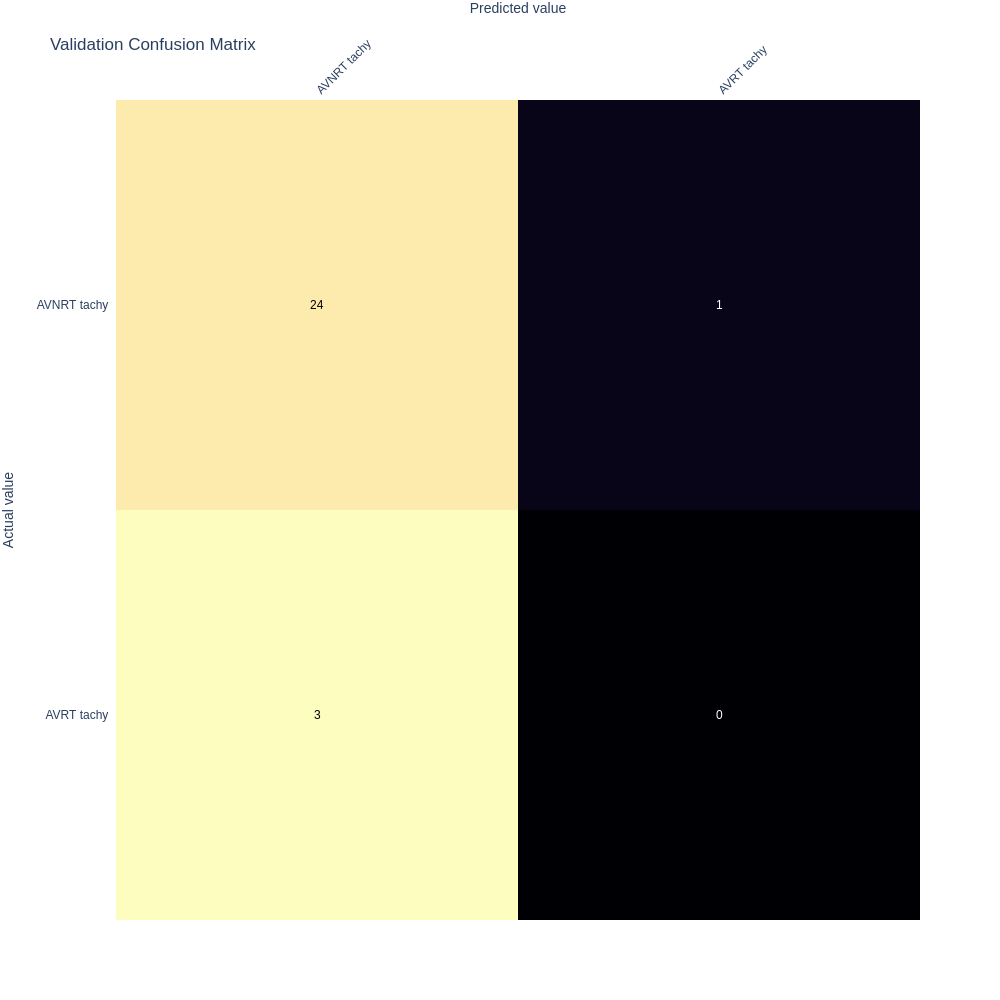 Predicted value
Validation Confusion Matrix
AVNRT tachy
AVRT tachy
AVNRT tachy
24
1
Actual value
AVRT tachy
3
0